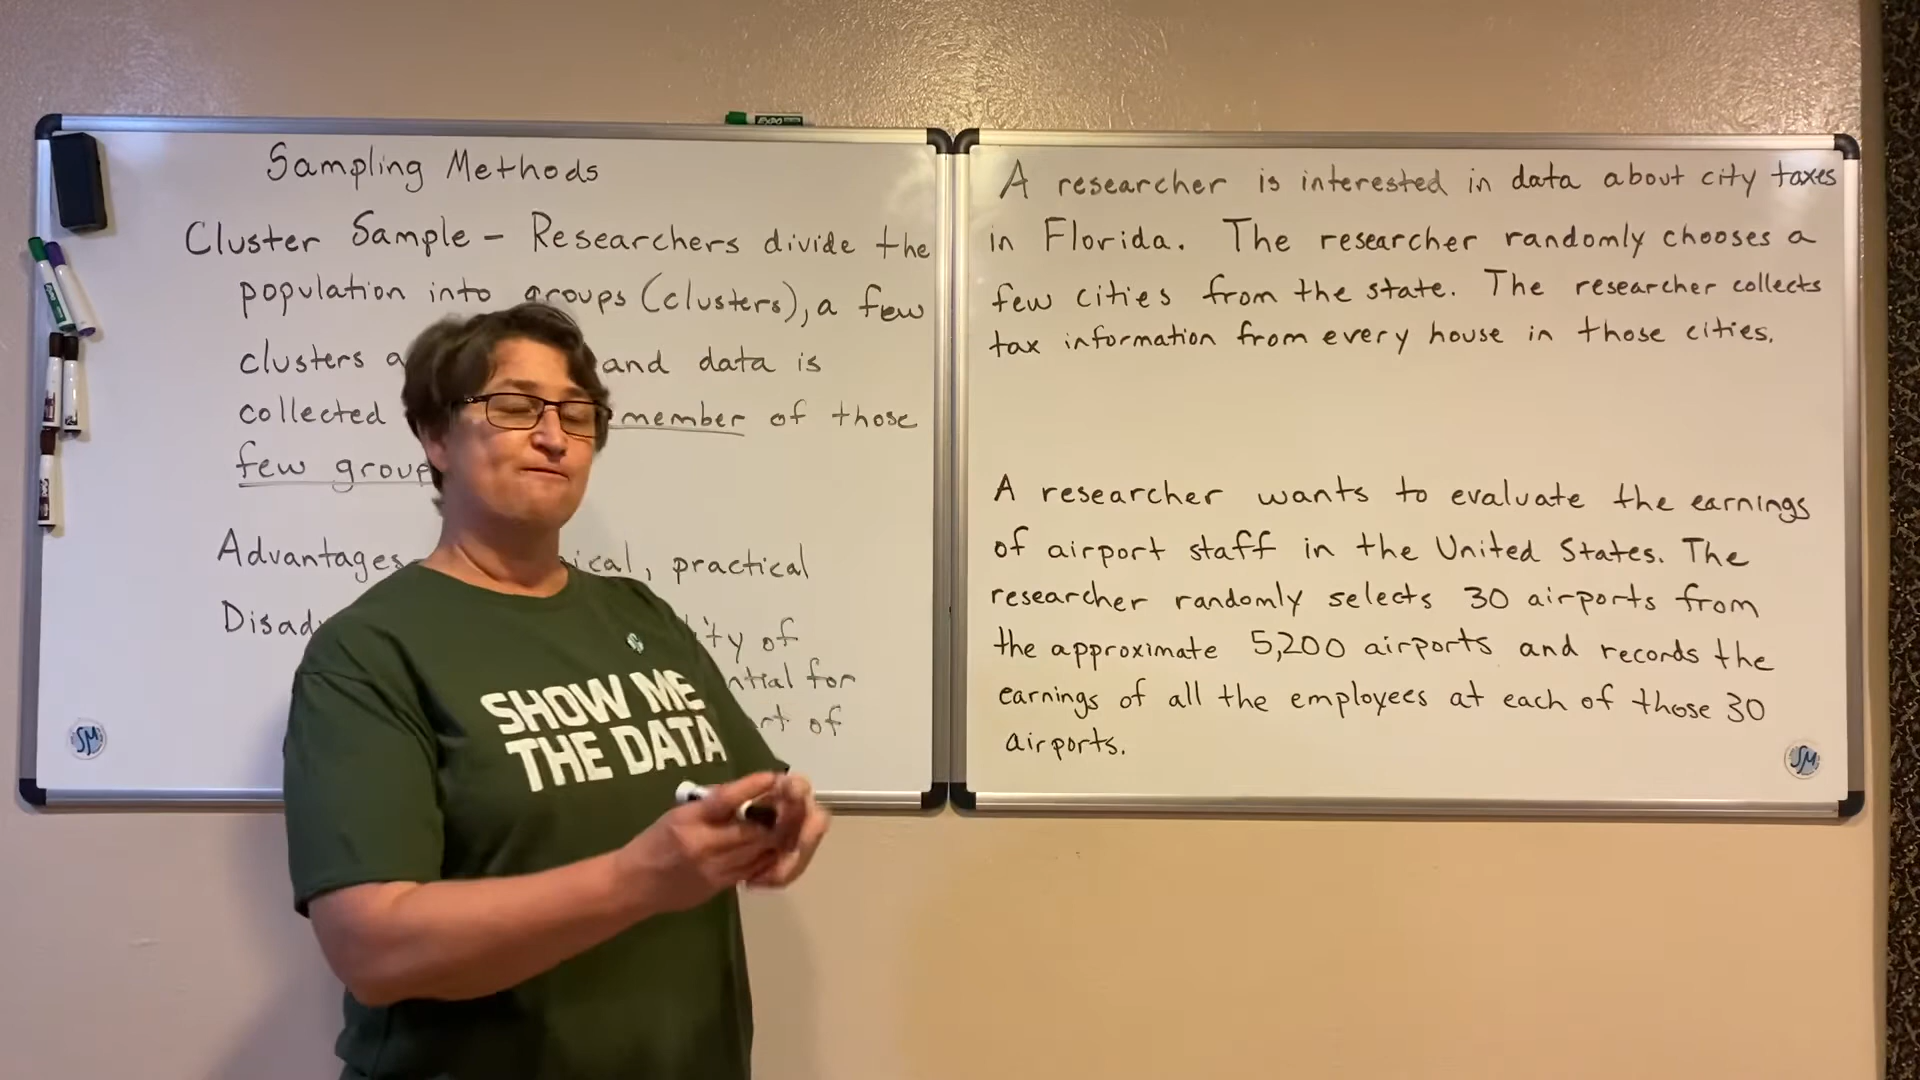 EXPO
Sampling Methods
Cluster Sample - Researchers divide the
population into groups (clusters), a few
clusters and data is
collected member of those
few group
Advantages ical, practical
Disad ity of
ntial for
rt of
SM
SHOW ME
THE DATA
A researcher is interested in data about city taxes
in Florida. The researcher randomly chooses a
few cities from the state. The researcher collects
tax information from every house in those cities.
A researcher wants to evaluate the earnings
of airport staff in the United States. The
researcher randomly selects 30 airports from
the approximate 5,200 airports and records the
earnings of all the employees at each of those 30
airports.
SM